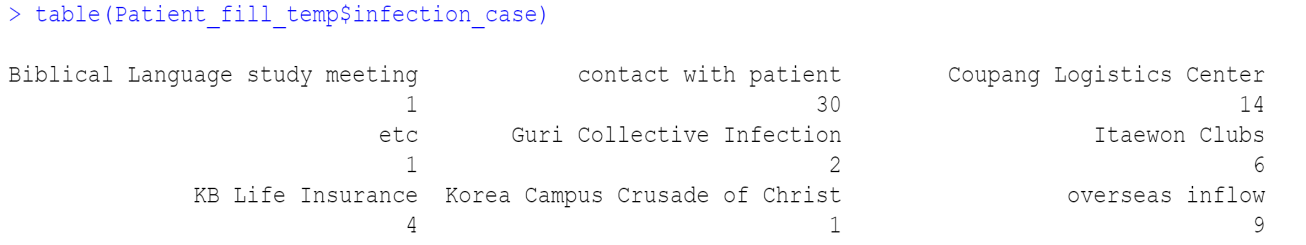 > table(Patient_fill_temp$infection_case)
Biblical Language study meeting contact with patient Coupang Logistics Center
1 30 14
etc Guri Collective Infection Itaewon Clubs
1 2 6
KB Life Insurance Korea Campus Crusade of Christ overseas inflow
4 1 9